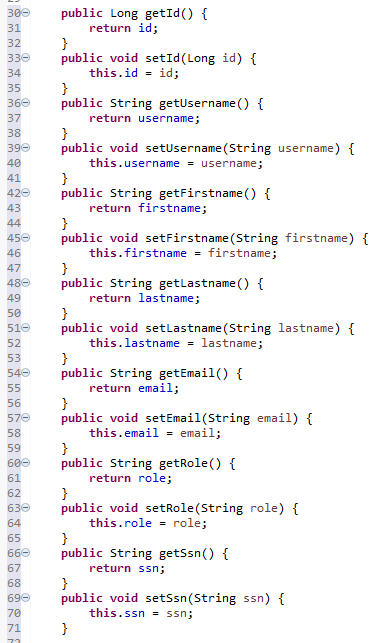 30 public Long getId() {
31 return id;
32 }
33 public void setId(Long id) {
34 this.id = id;
35 }
36 public String getUsername() {
37 return username;
38 }
39 public void setUsername(String username) {
40 this.username = username;
41 }
42 public String getFirstname() {
43 return firstname;
44 }
45 public void setFirstname(String firstname) {
46 this.firstname = firstname;
47 }
48 public String getLastname() {
49 return lastname;
50 }
51 public void setLastname(String lastname) {
52 this.lastname = lastname;
53 }
54 public String getEmail() {
55 return email;
56 }
57 public void setEmail(String email) {
58 this.email = email;
59 }
60 public String getRole() {
61 return role;
62 }
63 public void setRole(String role) {
64 this.role = role;
65 }
66 public String getSsn() {
67 return ssn;
68 }
69 public void setSsn(String ssn) {
70 this.ssn = ssn;
71 }